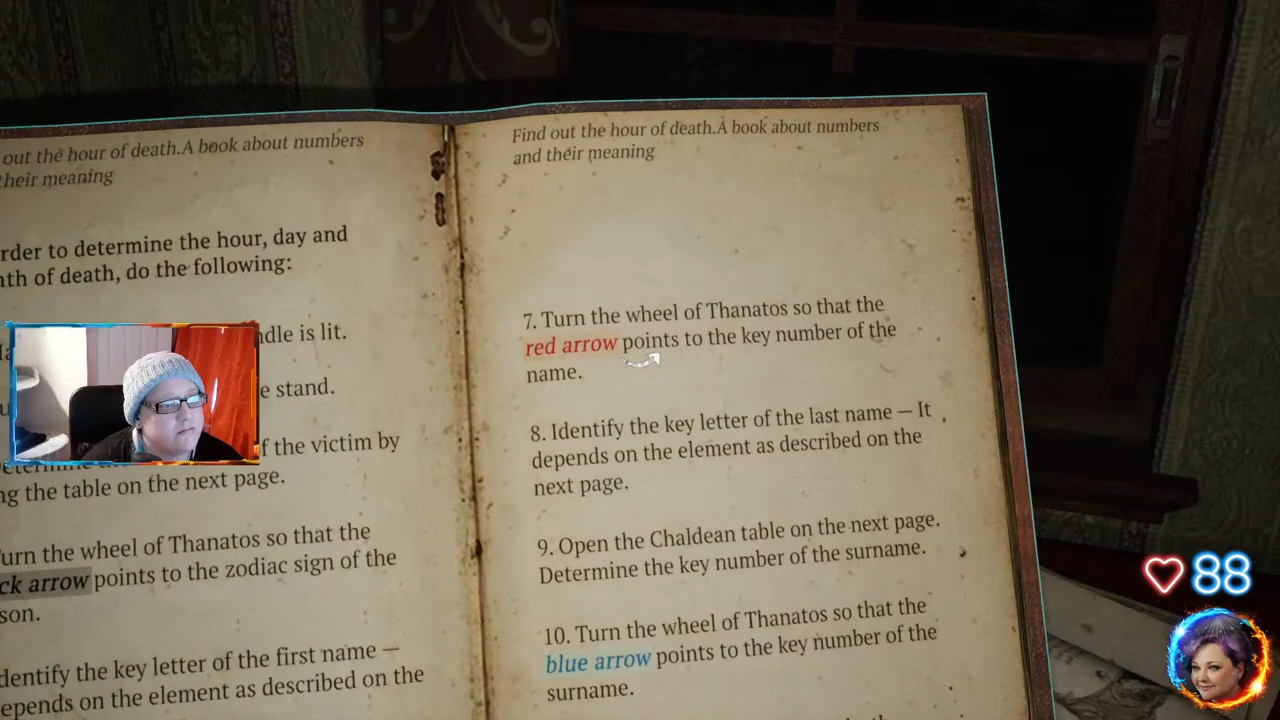 out the hour of death.A book about numbers
their meaning
rder to determine the hour, day and
nth of death, do the following:
ndle is lit.
e stand.
f the victim by
ng the table on the next page.
urn the wheel of Thanatos so that the
ck arrow points to the zodiac sign of the
son.
dentify the key letter of the first name —
epends on the element as described on the
Find out the hour of death.A book about numbers
and their meaning
7. Turn the wheel of Thanatos so that the
red arrow points to the key number of the
name.
8. Identify the key letter of the last name — It
depends on the element as described on the
next page.
9. Open the Chaldean table on the next page.
Determine the key number of the surname.
10. Turn the wheel of Thanatos so that the
blue arrow points to the key number of the
surname.
88